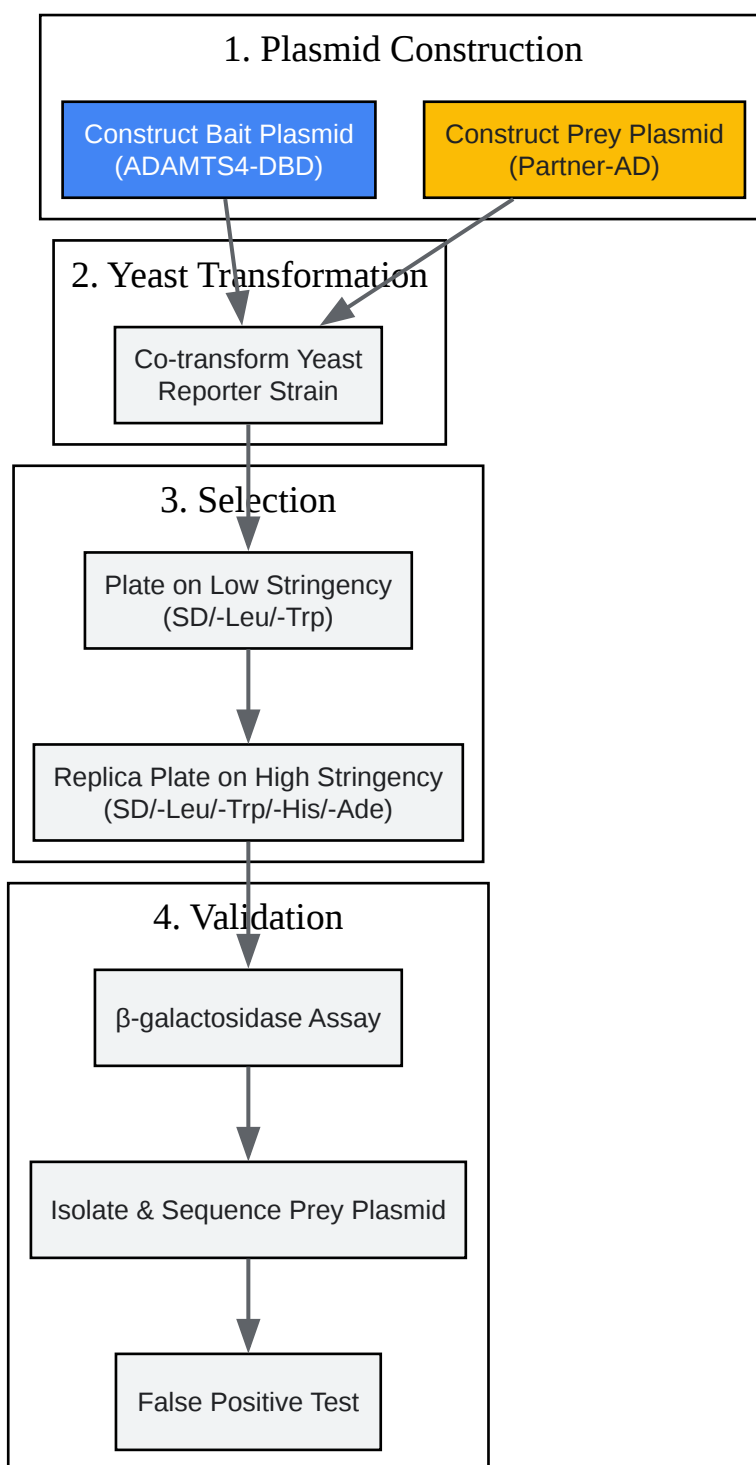 1. Plasmid Construction
Construct Bait Plasmid
(ADAMTS4-DBD)
Construct Prey Plasmid
(Partner-AD)
2. Yeast Transformation
Co-transform Yeast
Reporter Strain
3. Selection
Plate on Low Stringency
(SD/-Leu/-Trp)
Replica Plate on High Stringency
(SD/-Leu/-Trp/-His/-Ade)
4. Validation
β-galactosidase Assay
Isolate & Sequence Prey Plasmid
False Positive Test